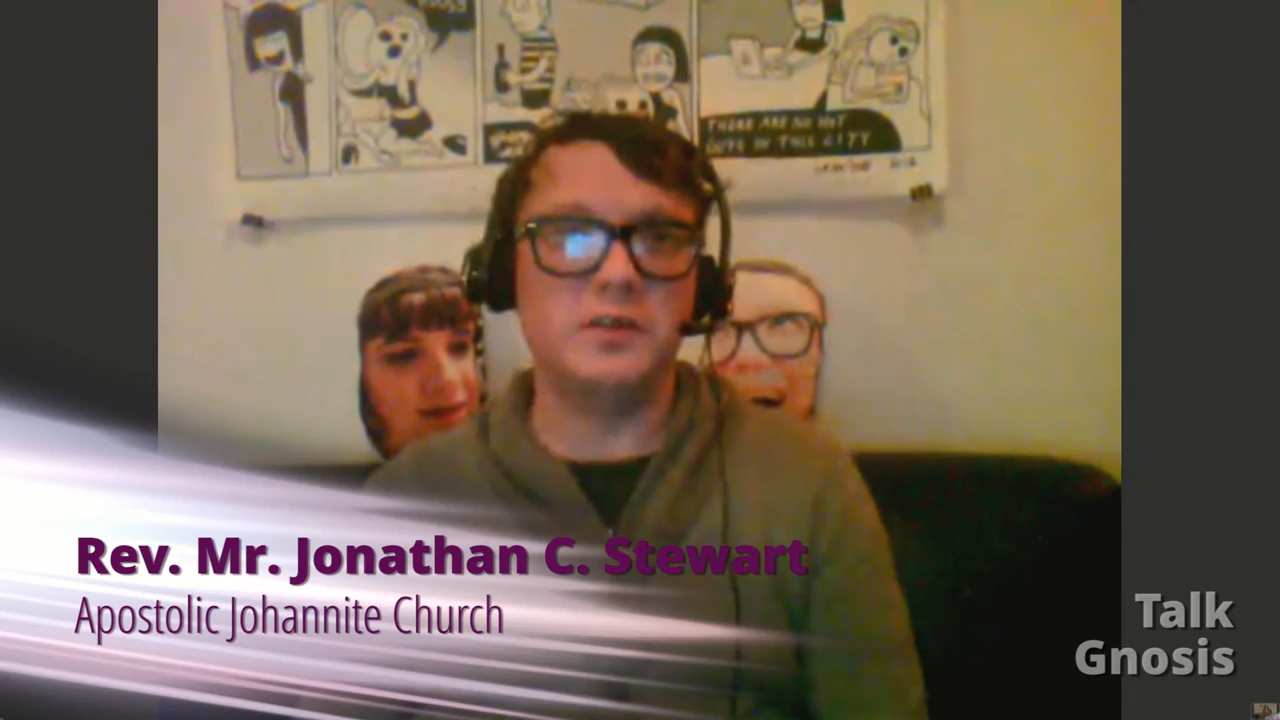 THERE ARE NO HOT
GUYS IN THIS CITY
Rev. Mr. Jonathan C. Stewart
Apostolic Johannite Church
Talk
Gnosis